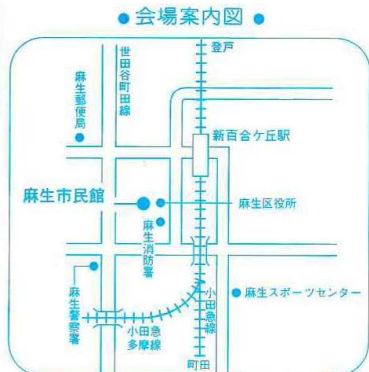 ● 会場案内図 ●
登戸
世田谷町田線
麻生郵便局
新百合ケ丘駅
麻生市民館
麻生区役所
麻生消防署
麻生警察署
小田急
多摩線
小田急線
麻生スポーツセンター
町田